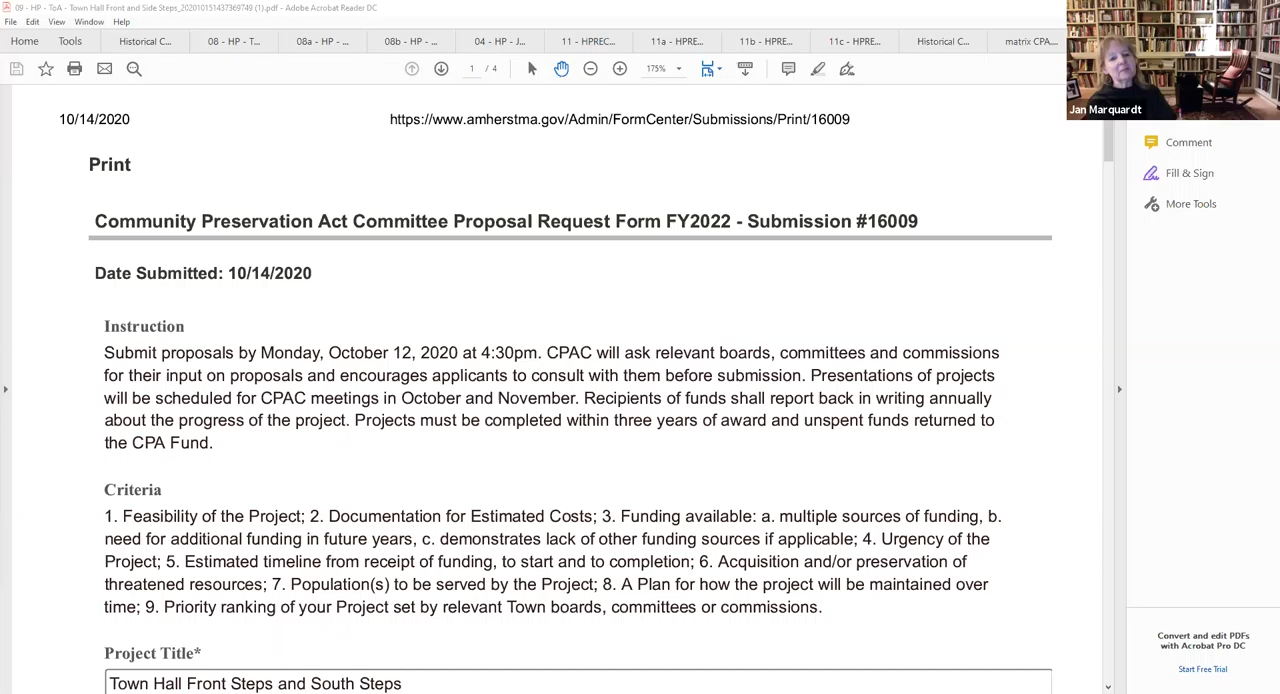 09 - HP - ToA - Town Hall Front and Side Steps_202010151437369749 (1).pdf - Adobe Acrobat Reader DC
File Edit View Window Help
Home Tools Historical C... 08 - HP - T... 08a - HP - ... 08b - HP - ... 04 - HP - J... 11 - HPREC... 11a - HPRE... 11b - HPRE... 11c - HPRE... Historical C... matrix CPA...
1 / 4 175%
Jan Marquardt
10/14/2020 https://www.amherstma.gov/Admin/FormCenter/Submissions/Print/16009
Print
Community Preservation Act Committee Proposal Request Form FY2022 - Submission #16009
Date Submitted: 10/14/2020
Instruction
Submit proposals by Monday, October 12, 2020 at 4:30pm. CPAC will ask relevant boards, committees and commissions
for their input on proposals and encourages applicants to consult with them before submission. Presentations of projects
will be scheduled for CPAC meetings in October and November. Recipients of funds shall report back in writing annually
about the progress of the project. Projects must be completed within three years of award and unspent funds returned to
the CPA Fund.
Criteria
1. Feasibility of the Project; 2. Documentation for Estimated Costs; 3. Funding available: a. multiple sources of funding, b.
need for additional funding in future years, c. demonstrates lack of other funding sources if applicable; 4. Urgency of the
Project; 5. Estimated timeline from receipt of funding, to start and to completion; 6. Acquisition and/or preservation of
threatened resources; 7. Population(s) to be served by the Project; 8. A Plan for how the project will be maintained over
time; 9. Priority ranking of your Project set by relevant Town boards, committees or commissions.
Project Title*
Town Hall Front Steps and South Steps
Comment
Fill & Sign
More Tools
Convert and edit PDFs
with Acrobat Pro DC
Start Free Trial